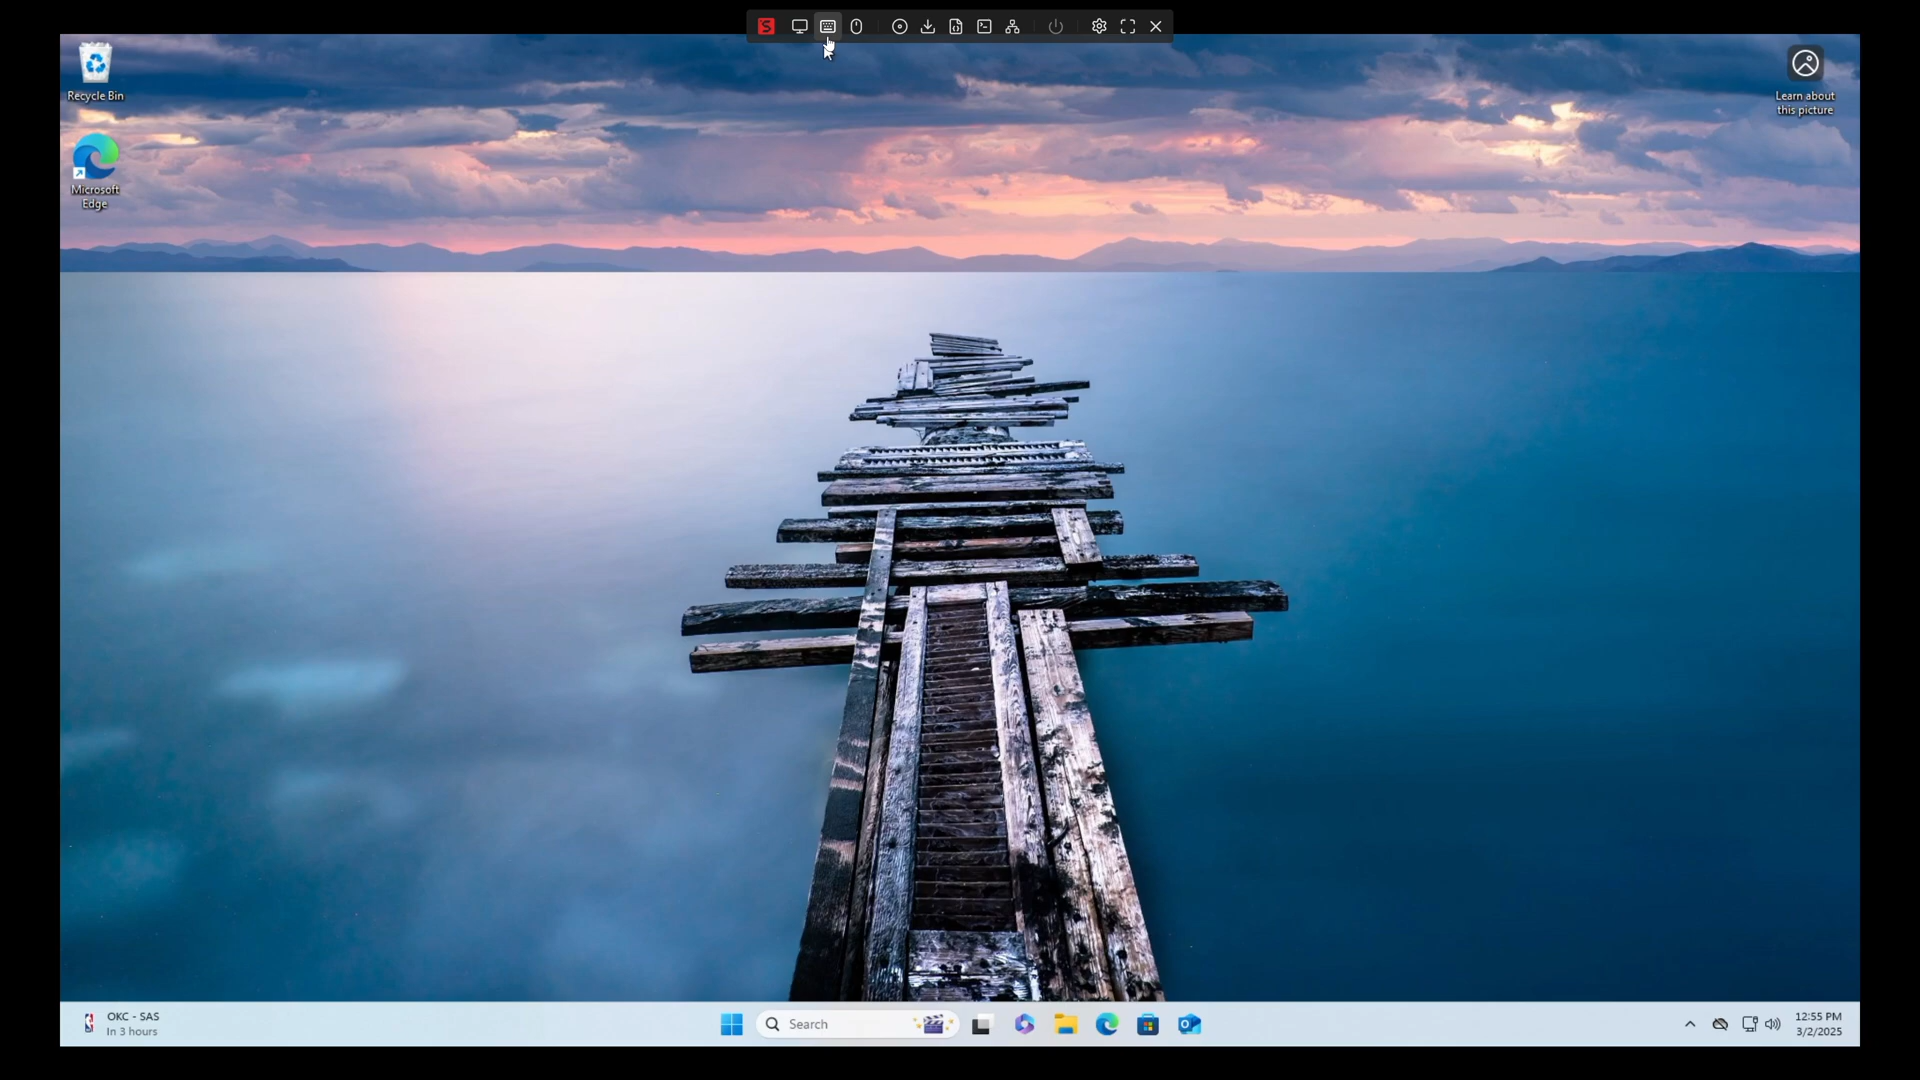 Recycle Bin
Learn about
this picture
Microsoft
Edge
OKC - SAS
In 3 hours
Search
12:55 PM
3/2/2025